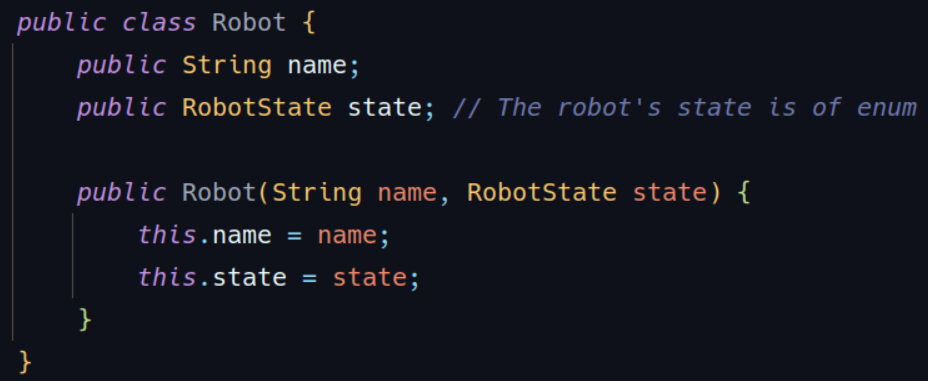 public class Robot {
public String name;
public RobotState state; // The robot's state is of enum
public Robot(String name, RobotState state) {
this.name = name;
this.state = state;
}
}